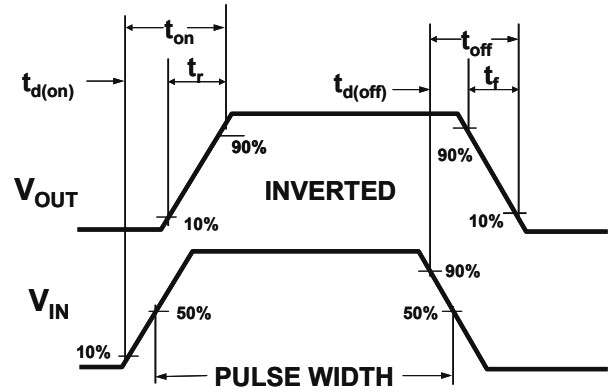 t_on
t_off
t_d(on)
t_r
t_d(off)
t_f
90%
90%
V_OUT
INVERTED
10%
10%
90%
V_IN
50%
50%
10%
PULSE WIDTH